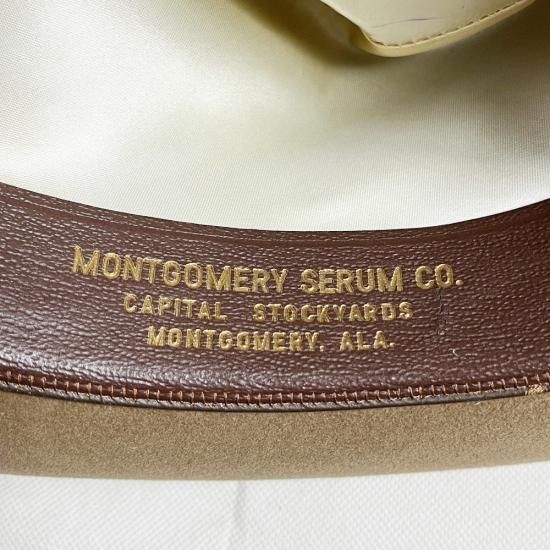 MONTGOMERY SERUM CO.
CAPITAL STOCKYARDS
MONTGOMERY, ALA.